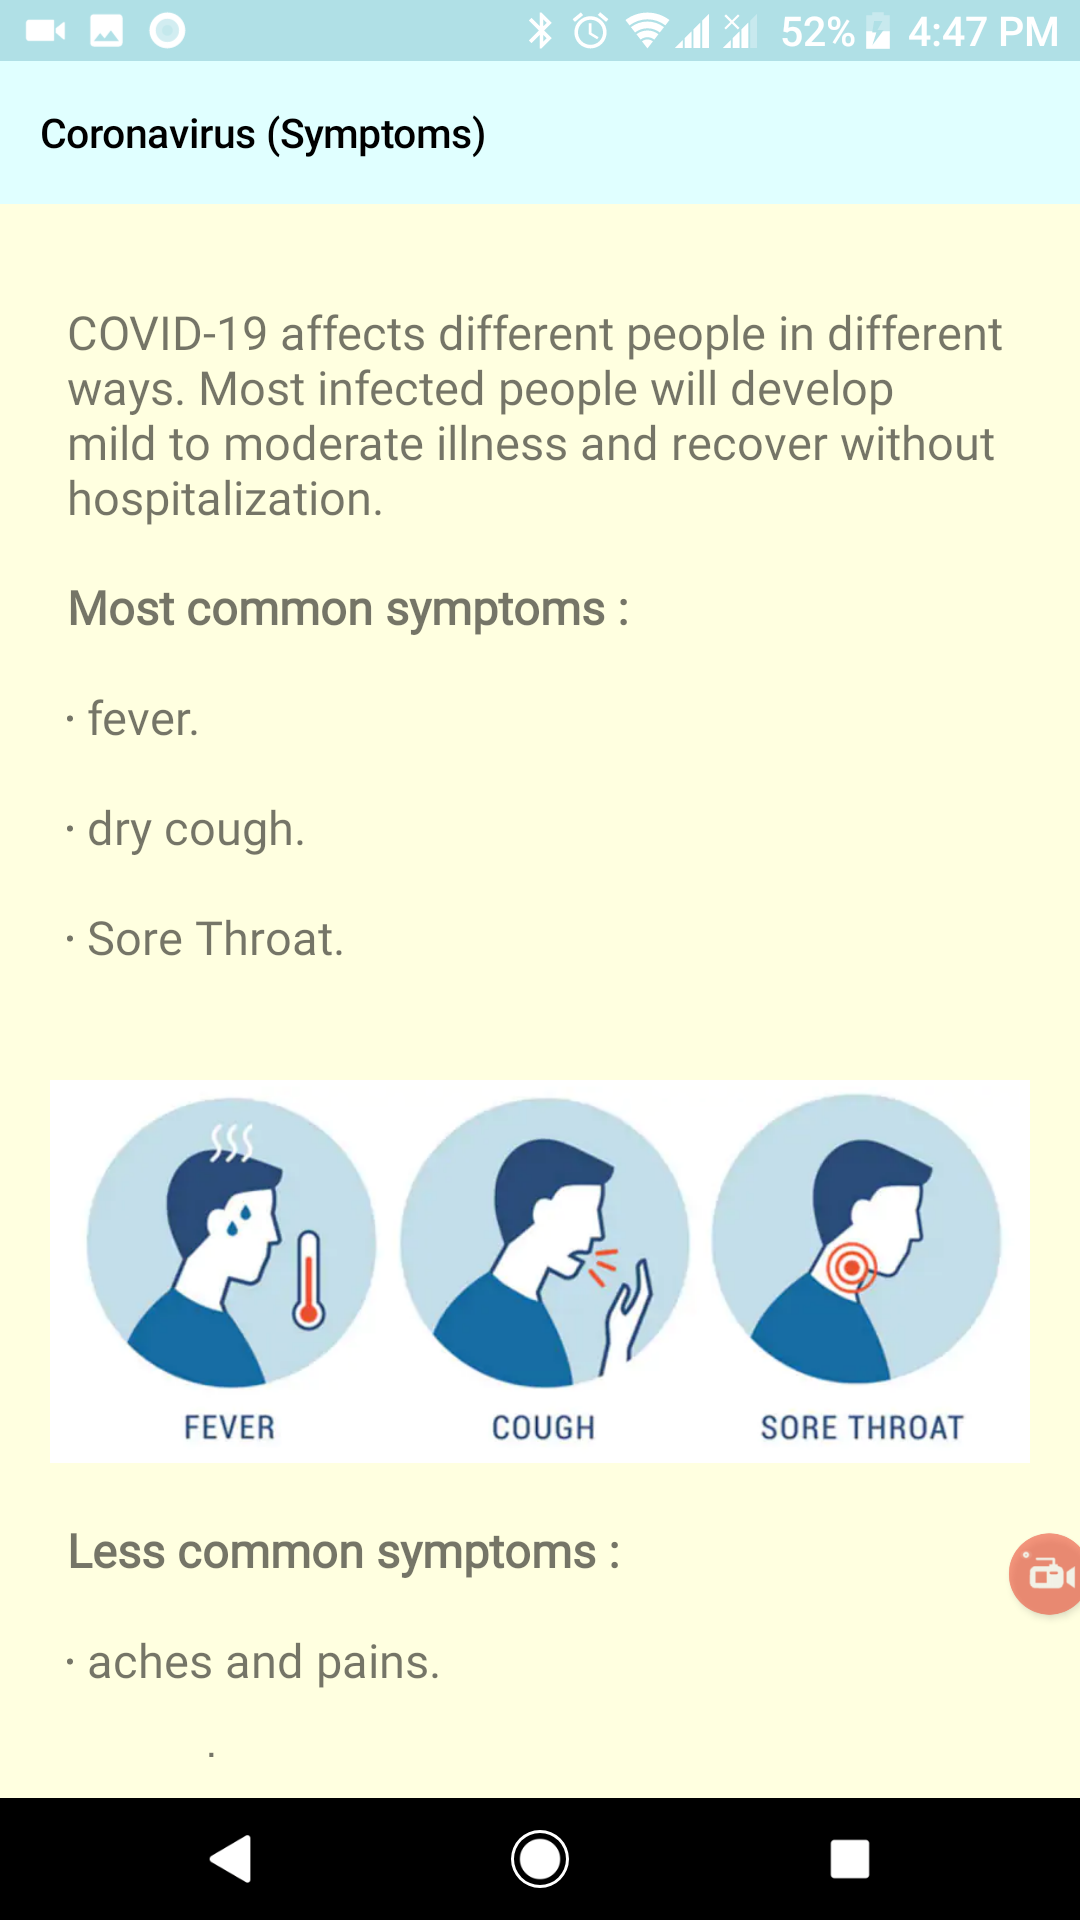 52% 4:47 PM
Coronavirus (Symptoms)
COVID-19 affects different people in different
ways. Most infected people will develop
mild to moderate illness and recover without
hospitalization.
Most common symptoms :
· fever.
· dry cough.
· Sore Throat.
FEVER COUGH SORE THROAT
Less common symptoms :
· aches and pains.